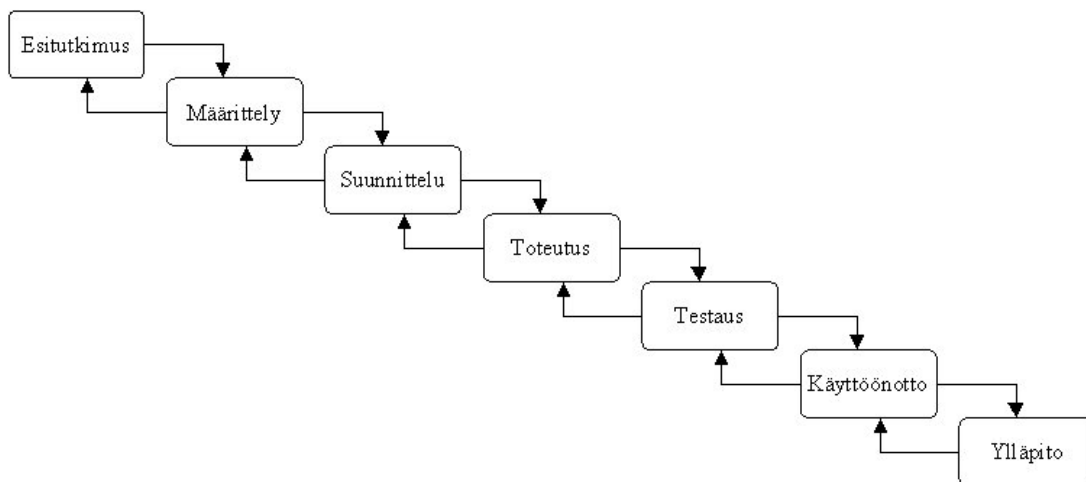 Esitutkimus
Määrittely
Suunnittelu
Toteutus
Testaus
Käyttöönotto
Ylläpito